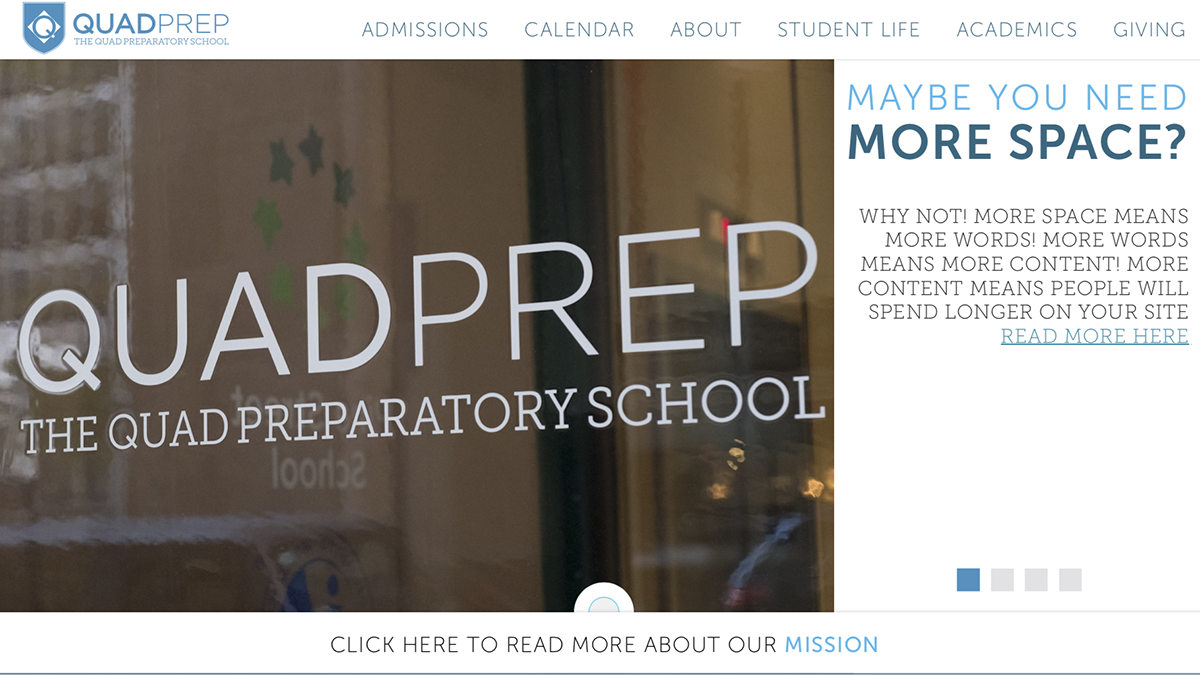 QUADPREP
THE QUAD PREPARATORY SCHOOL
ADMISSIONS CALENDAR ABOUT STUDENT LIFE ACADEMICS GIVING
QUADPREP
THE QUAD PREPARATORY SCHOOL
Street
School
MAYBE YOU NEED
MORE SPACE?
WHY NOT! MORE SPACE MEANS
MORE WORDS! MORE WORDS
MEANS MORE CONTENT! MORE
CONTENT MEANS PEOPLE WILL
SPEND LONGER ON YOUR SITE
READ MORE HERE
CLICK HERE TO READ MORE ABOUT OUR MISSION